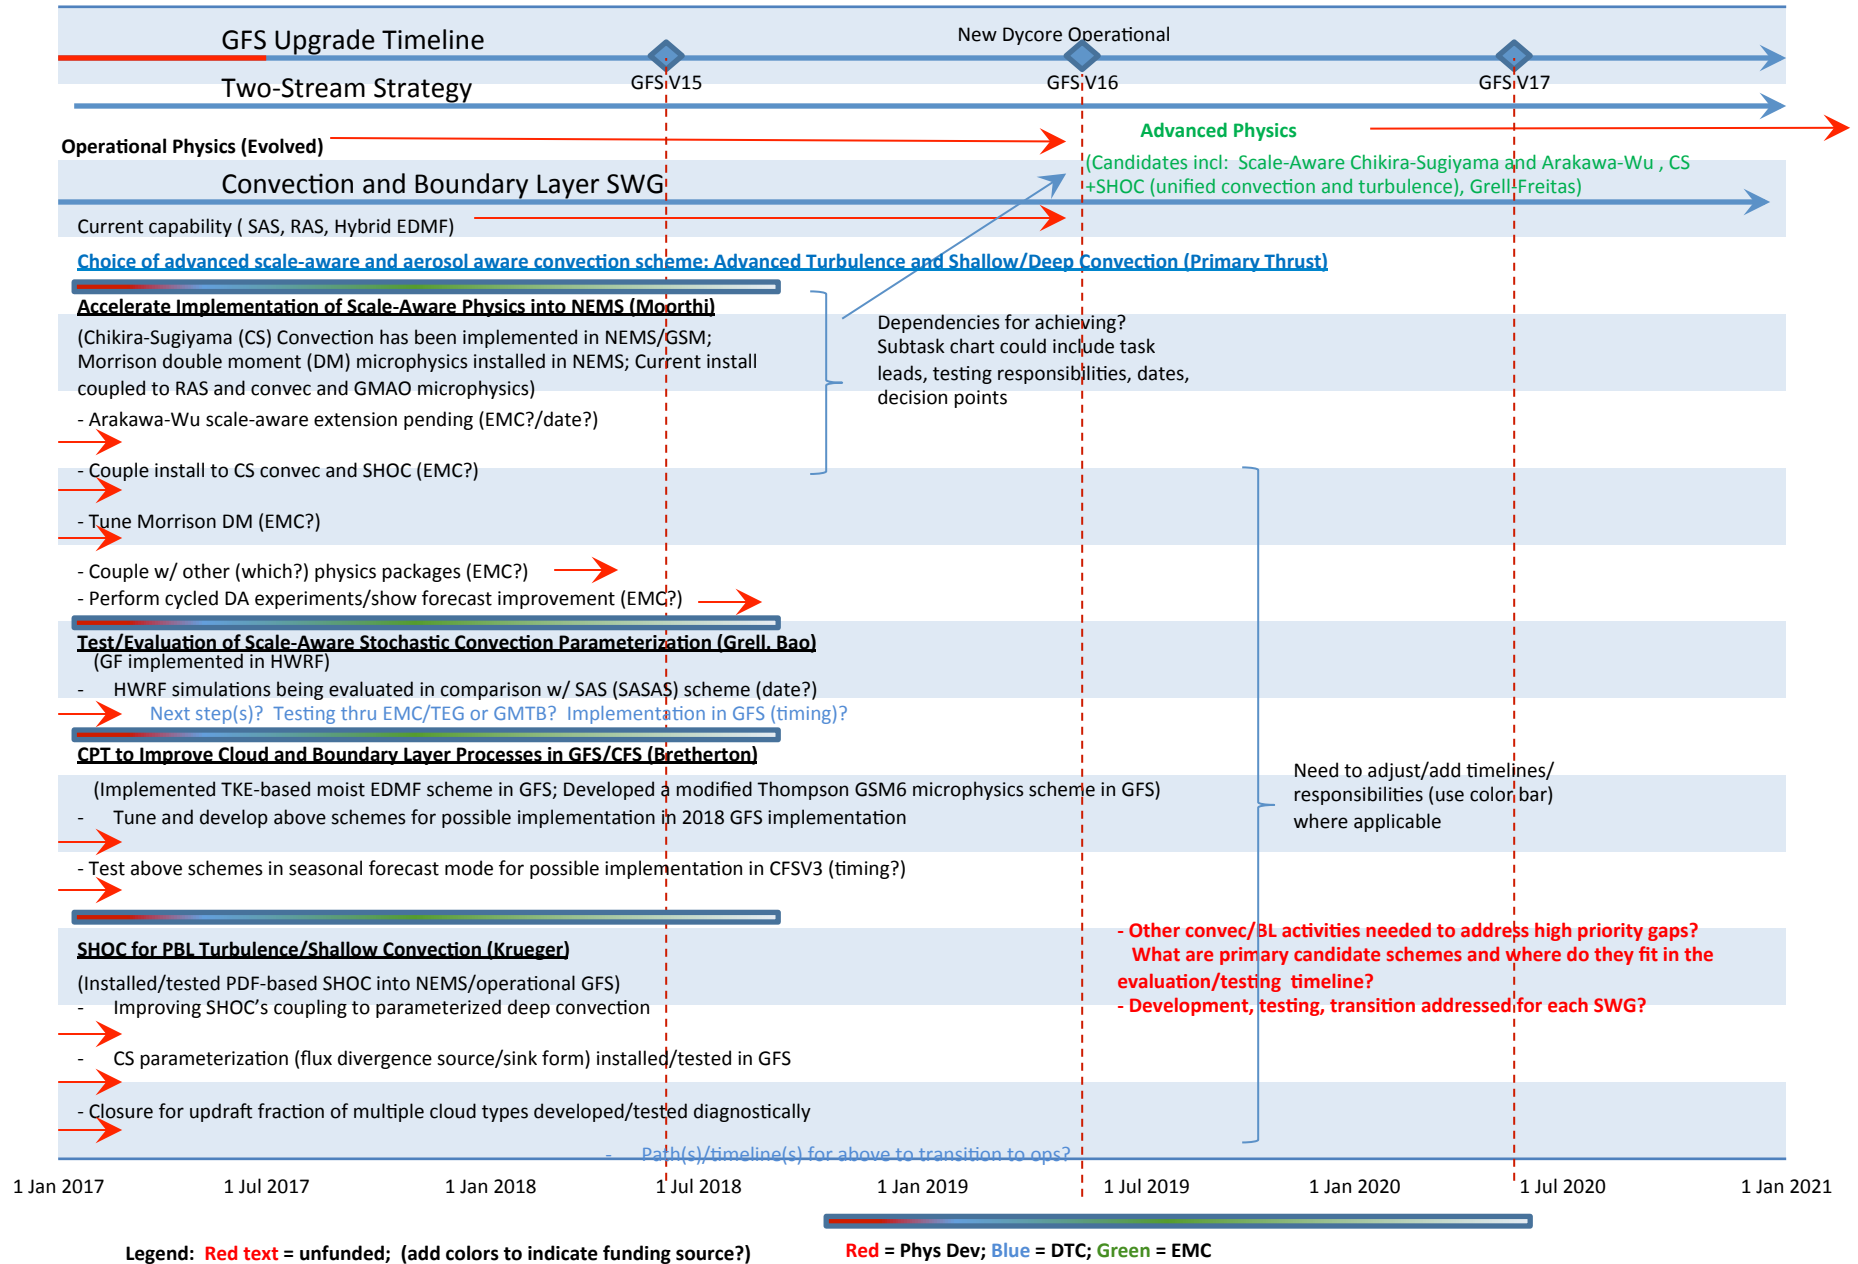 GFS Upgrade Timeline
New Dycore Operational
GFS V15
GFS V16
GFS V17
Two-Stream Strategy
Operational Physics (Evolved)
Advanced Physics
(Candidates incl: Scale-Aware Chikira-Sugiyama and Arakawa-Wu , CS
+SHOC (unified convection and turbulence), Grell-Freitas)
Convection and Boundary Layer SWG
Current capability ( SAS, RAS, Hybrid EDMF)
Choice of advanced scale-aware and aerosol aware convection scheme: Advanced Turbulence and Shallow/Deep Convection (Primary Thrust)
Accelerate Implementation of Scale-Aware Physics into NEMS (Moorthi)
(Chikira-Sugiyama (CS) Convection has been implemented in NEMS/GSM;
Morrison double moment (DM) microphysics installed in NEMS; Current install
coupled to RAS and convec and GMAO microphysics)
Dependencies for achieving?
Subtask chart could include task
leads, testing responsibilities, dates,
decision points
- Arakawa-Wu scale-aware extension pending (EMC?/date?)
- Couple install to CS convec and SHOC (EMC?)
- Tune Morrison DM (EMC?)
- Couple w/ other (which?) physics packages (EMC?)
- Perform cycled DA experiments/show forecast improvement (EMC?)
Test/Evaluation of Scale-Aware Stochastic Convection Parameterization (Grell, Bao)
(GF implemented in HWRF)
- HWRF simulations being evaluated in comparison w/ SAS (SASAS) scheme (date?)
Next step(s)? Testing thru EMC/TEG or GMTB? Implementation in GFS (timing)?
CPT to Improve Cloud and Boundary Layer Processes in GFS/CFS (Bretherton)
(Implemented TKE-based moist EDMF scheme in GFS; Developed a modified Thompson GSM6 microphysics scheme in GFS)
- Tune and develop above schemes for possible implementation in 2018 GFS implementation
- Test above schemes in seasonal forecast mode for possible implementation in CFSV3 (timing?)
Need to adjust/add timelines/
responsibilities (use color bar)
where applicable
SHOC for PBL Turbulence/Shallow Convection (Krueger)
(Installed/tested PDF-based SHOC into NEMS/operational GFS)
- Improving SHOC's coupling to parameterized deep convection
- CS parameterization (flux divergence source/sink form) installed/tested in GFS
- Closure for updraft fraction of multiple cloud types developed/tested diagnostically
- Path(s)/timeline(s) for above to transition to ops?
- Other convec/BL activities needed to address high priority gaps?
What are primary candidate schemes and where do they fit in the
evaluation/testing timeline?
- Development, testing, transition addressed for each SWG?
1 Jan 2017
1 Jul 2017
1 Jan 2018
1 Jul 2018
1 Jan 2019
1 Jul 2019
1 Jan 2020
1 Jul 2020
1 Jan 2021
Legend: Red text = unfunded; (add colors to indicate funding source?)
Red = Phys Dev; Blue = DTC; Green = EMC